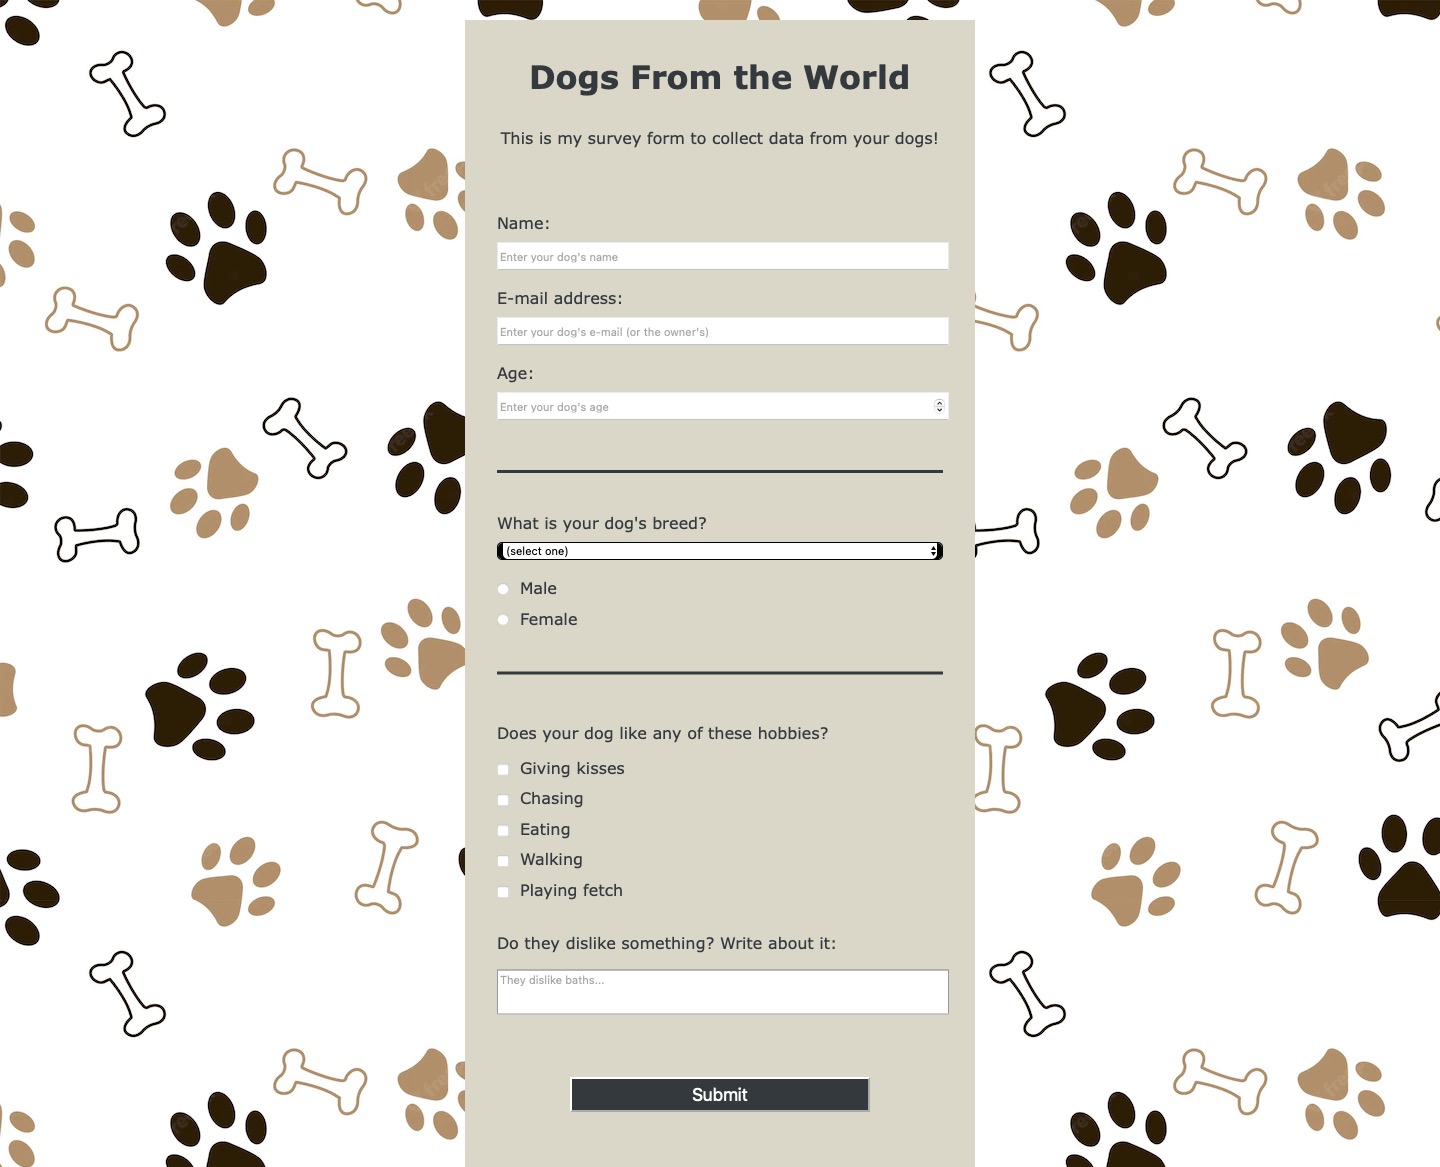 Dogs From the World
This is my survey form to collect data from your dogs!
Name:
Enter your dog's name
E-mail address:
Enter your dog's e-mail (or the owner's)
Age:
Enter your dog's age
What is your dog's breed?
(select one)
Male
Female
Does your dog like any of these hobbies?
Giving kisses
Chasing
Eating
Walking
Playing fetch
Do they dislike something? Write about it:
They dislike baths...
Submit